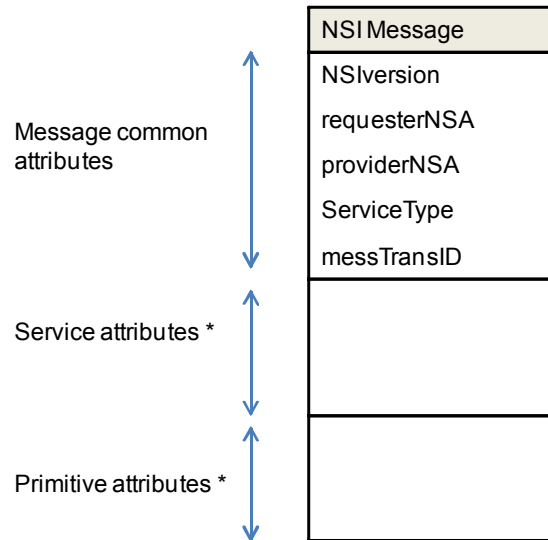 NSI Message
NSIversion
requesterNSA
providerNSA
ServiceType
messTransID
Message common
attributes
Service attributes *
Primitive attributes *